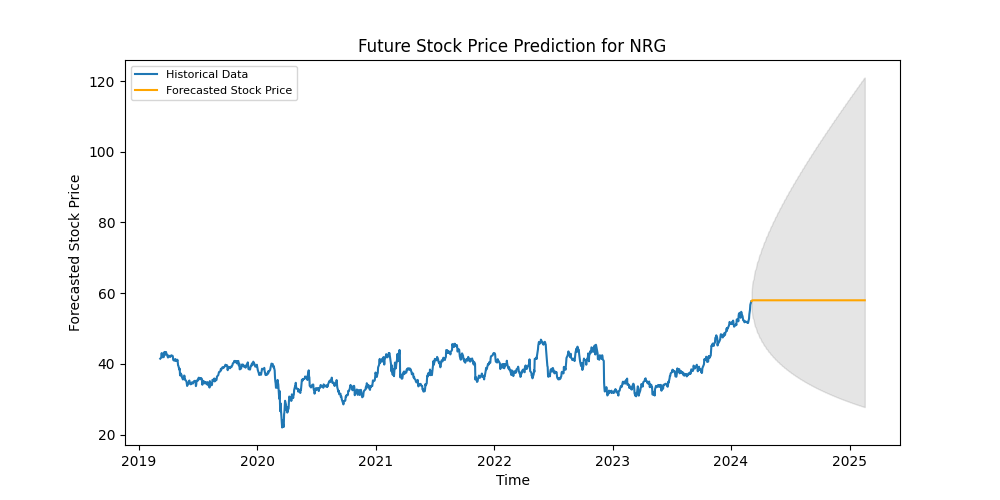 Future Stock Price Prediction for NRG
Historical Data
Forecasted Stock Price
120
100
80
60
40
20
Forecasted Stock Price
2019 2020 2021 2022 2023 2024 2025
Time